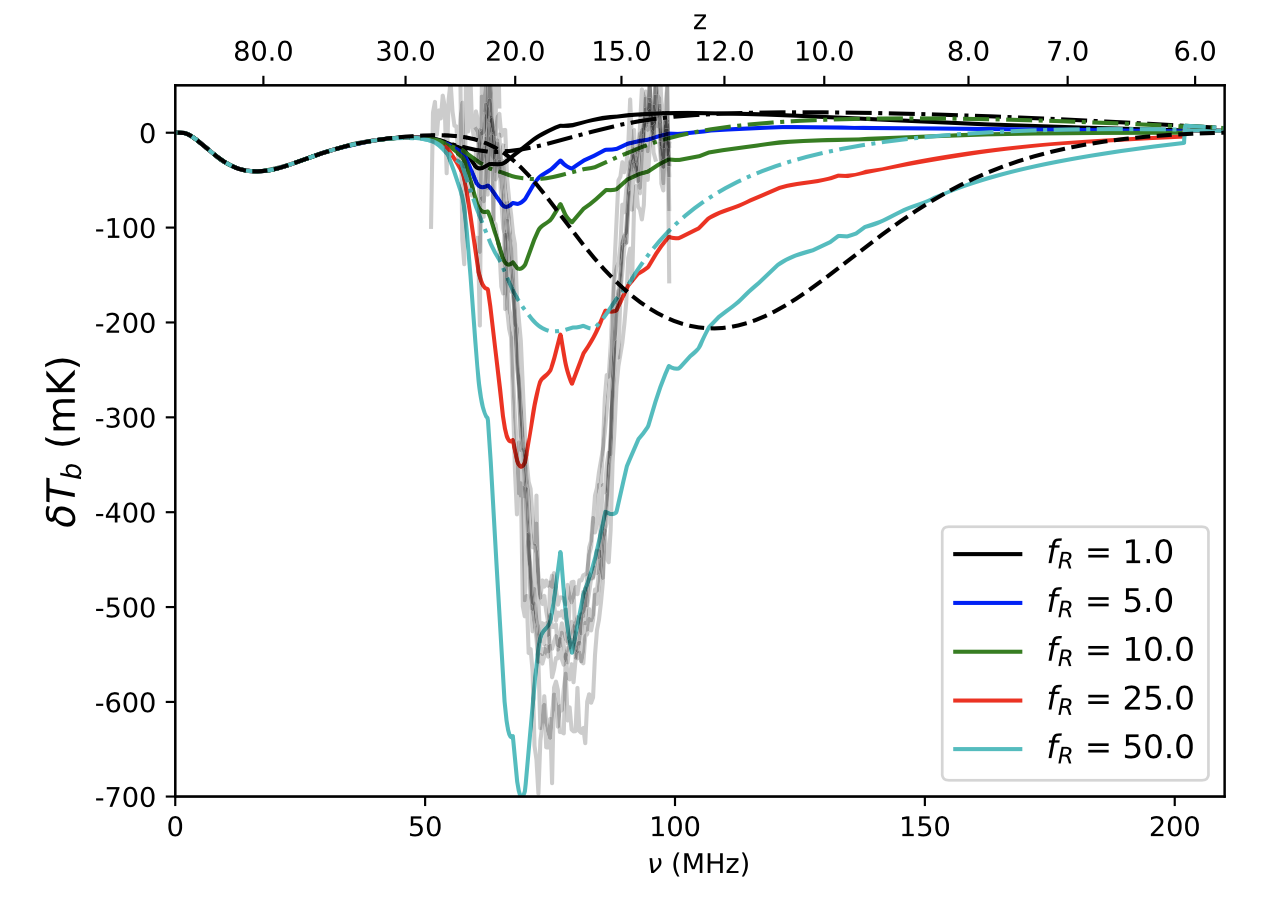 z
80.0 30.0 20.0 15.0 12.0 10.0 8.0 7.0 6.0
0
-100
-200
-300
-400
-500
-600
-700
δT_b (mK)
f_R = 1.0
f_R = 5.0
f_R = 10.0
f_R = 25.0
f_R = 50.0
0 50 100 150 200
ν (MHz)